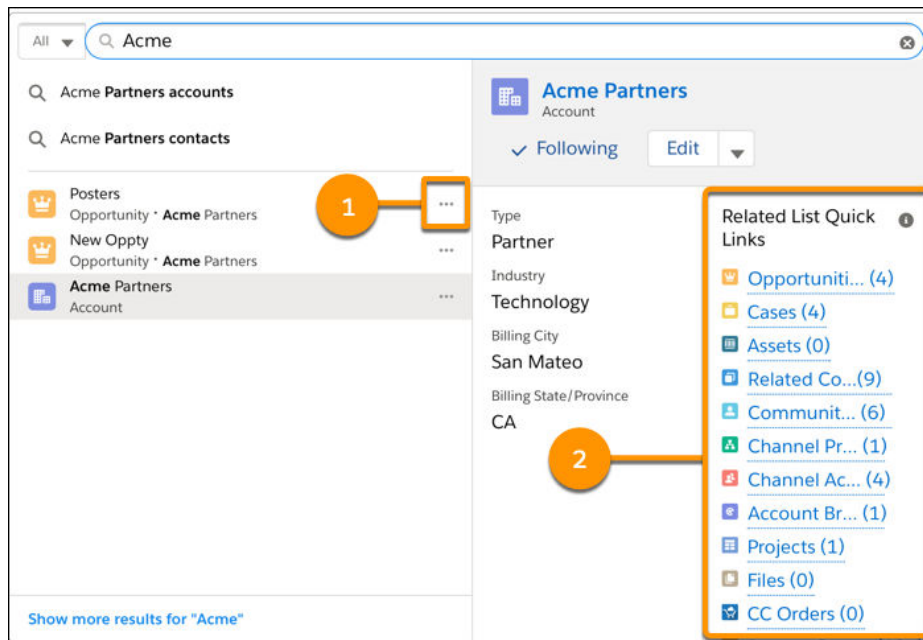 All
Acme
Acme Partners accounts
Acme Partners contacts
Posters
Opportunity · Acme Partners
New Oppty
Opportunity · Acme Partners
Acme Partners
Account
Show more results for "Acme"
1
Acme Partners
Account
Following
Edit
Type
Partner
Industry
Technology
Billing City
San Mateo
Billing State/Province
CA
2
Related List Quick
Links
Opportuniti... (4)
Cases (4)
Assets (0)
Related Co...(9)
Communit... (6)
Channel Pr... (1)
Channel Ac... (4)
Account Br... (1)
Projects (1)
Files (0)
CC Orders (0)